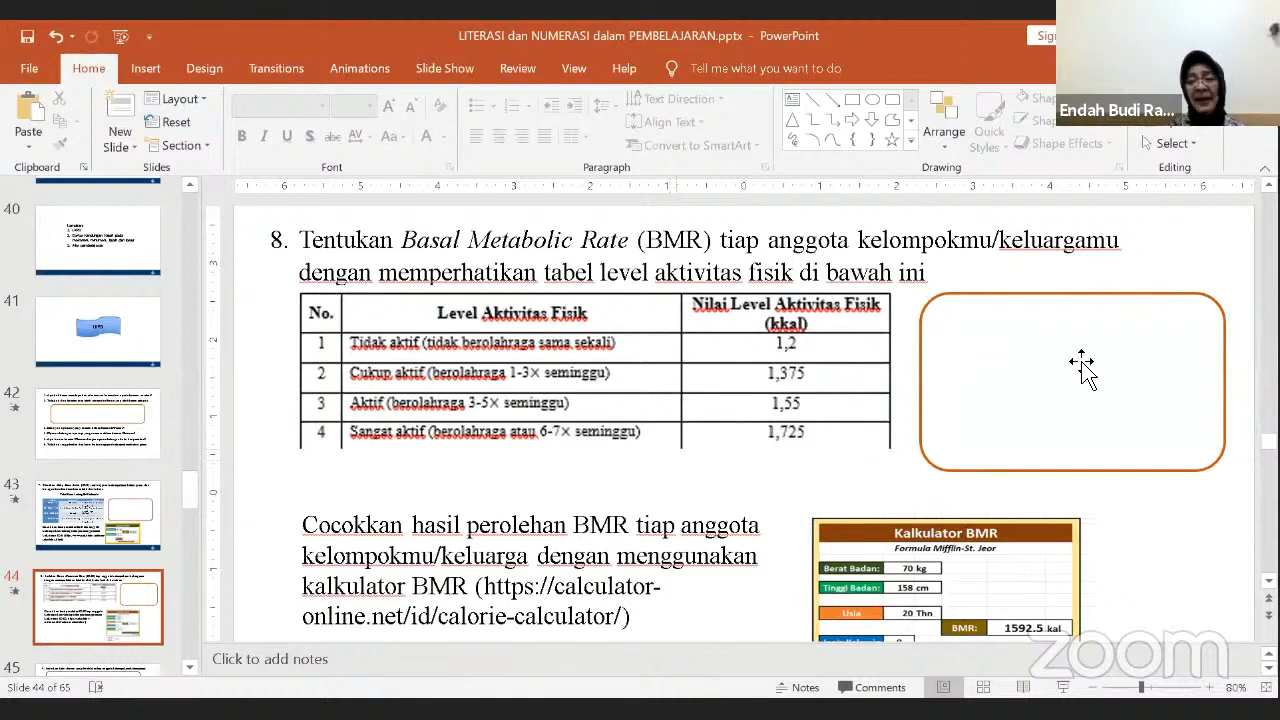 LITERASI dan NUMERASI dalam PEMBELAJARAN.pptx - PowerPoint
Sign
File Home Insert Design Transitions Animations Slide Show Review View Help Tell me what you want to do
Endah Budi Ra...
Paste
New Slide
Layout
Reset
Section
Text Direction
Align Text
Convert to SmartArt
Arrange
Quick Styles
Shape Effects
Select
Clipboard Slides Font Paragraph Drawing Editing
40
41
42
43
44
45
8. Tentukan Basal Metabolic Rate (BMR) tiap anggota kelompokmu/keluargamu
dengan memperhatikan tabel level aktivitas fisik di bawah ini
No. Level Aktivitas Fisik Nilai Level Aktivitas Fisik (kkal)
1 Tidak aktif (tidak berolahraga sama sekali) 1,2
2 Cukup aktif (berolahraga 1-3× seminggu) 1,375
3 Aktif (berolahraga 3-5× seminggu) 1,55
4 Sangat aktif (berolahraga atau 6-7× seminggu) 1,725
Cocokkan hasil perolehan BMR tiap anggota
kelompokmu/keluarga dengan menggunakan
kalkulator BMR (https://calculator-
online.net/id/calorie-calculator/)
Kalkulator BMR
Formula Mifflin-St. Jeor
Berat Badan: 70 kg
Tinggi Badan: 158 cm
Usia 20 Thn
BMR: 1592.5 kal
zoom
Click to add notes
Slide 44 of 65
Notes
Comments
80%